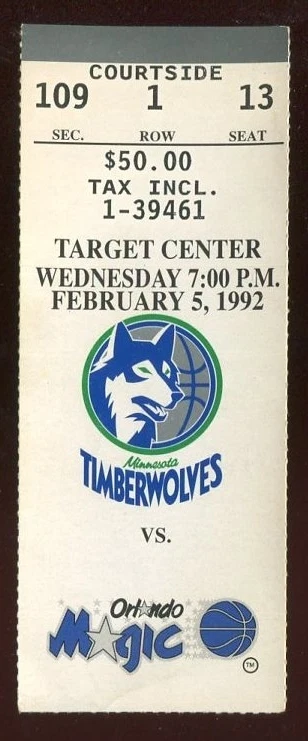 COURTSIDE
109 1 13
SEC. ROW SEAT
$50.00
TAX INCL.
1-39461
TARGET CENTER
WEDNESDAY 7:00 P.M.
FEBRUARY 5, 1992
Minnesota
TIMBERWOLVES
VS.
Orlando
Magic
TM